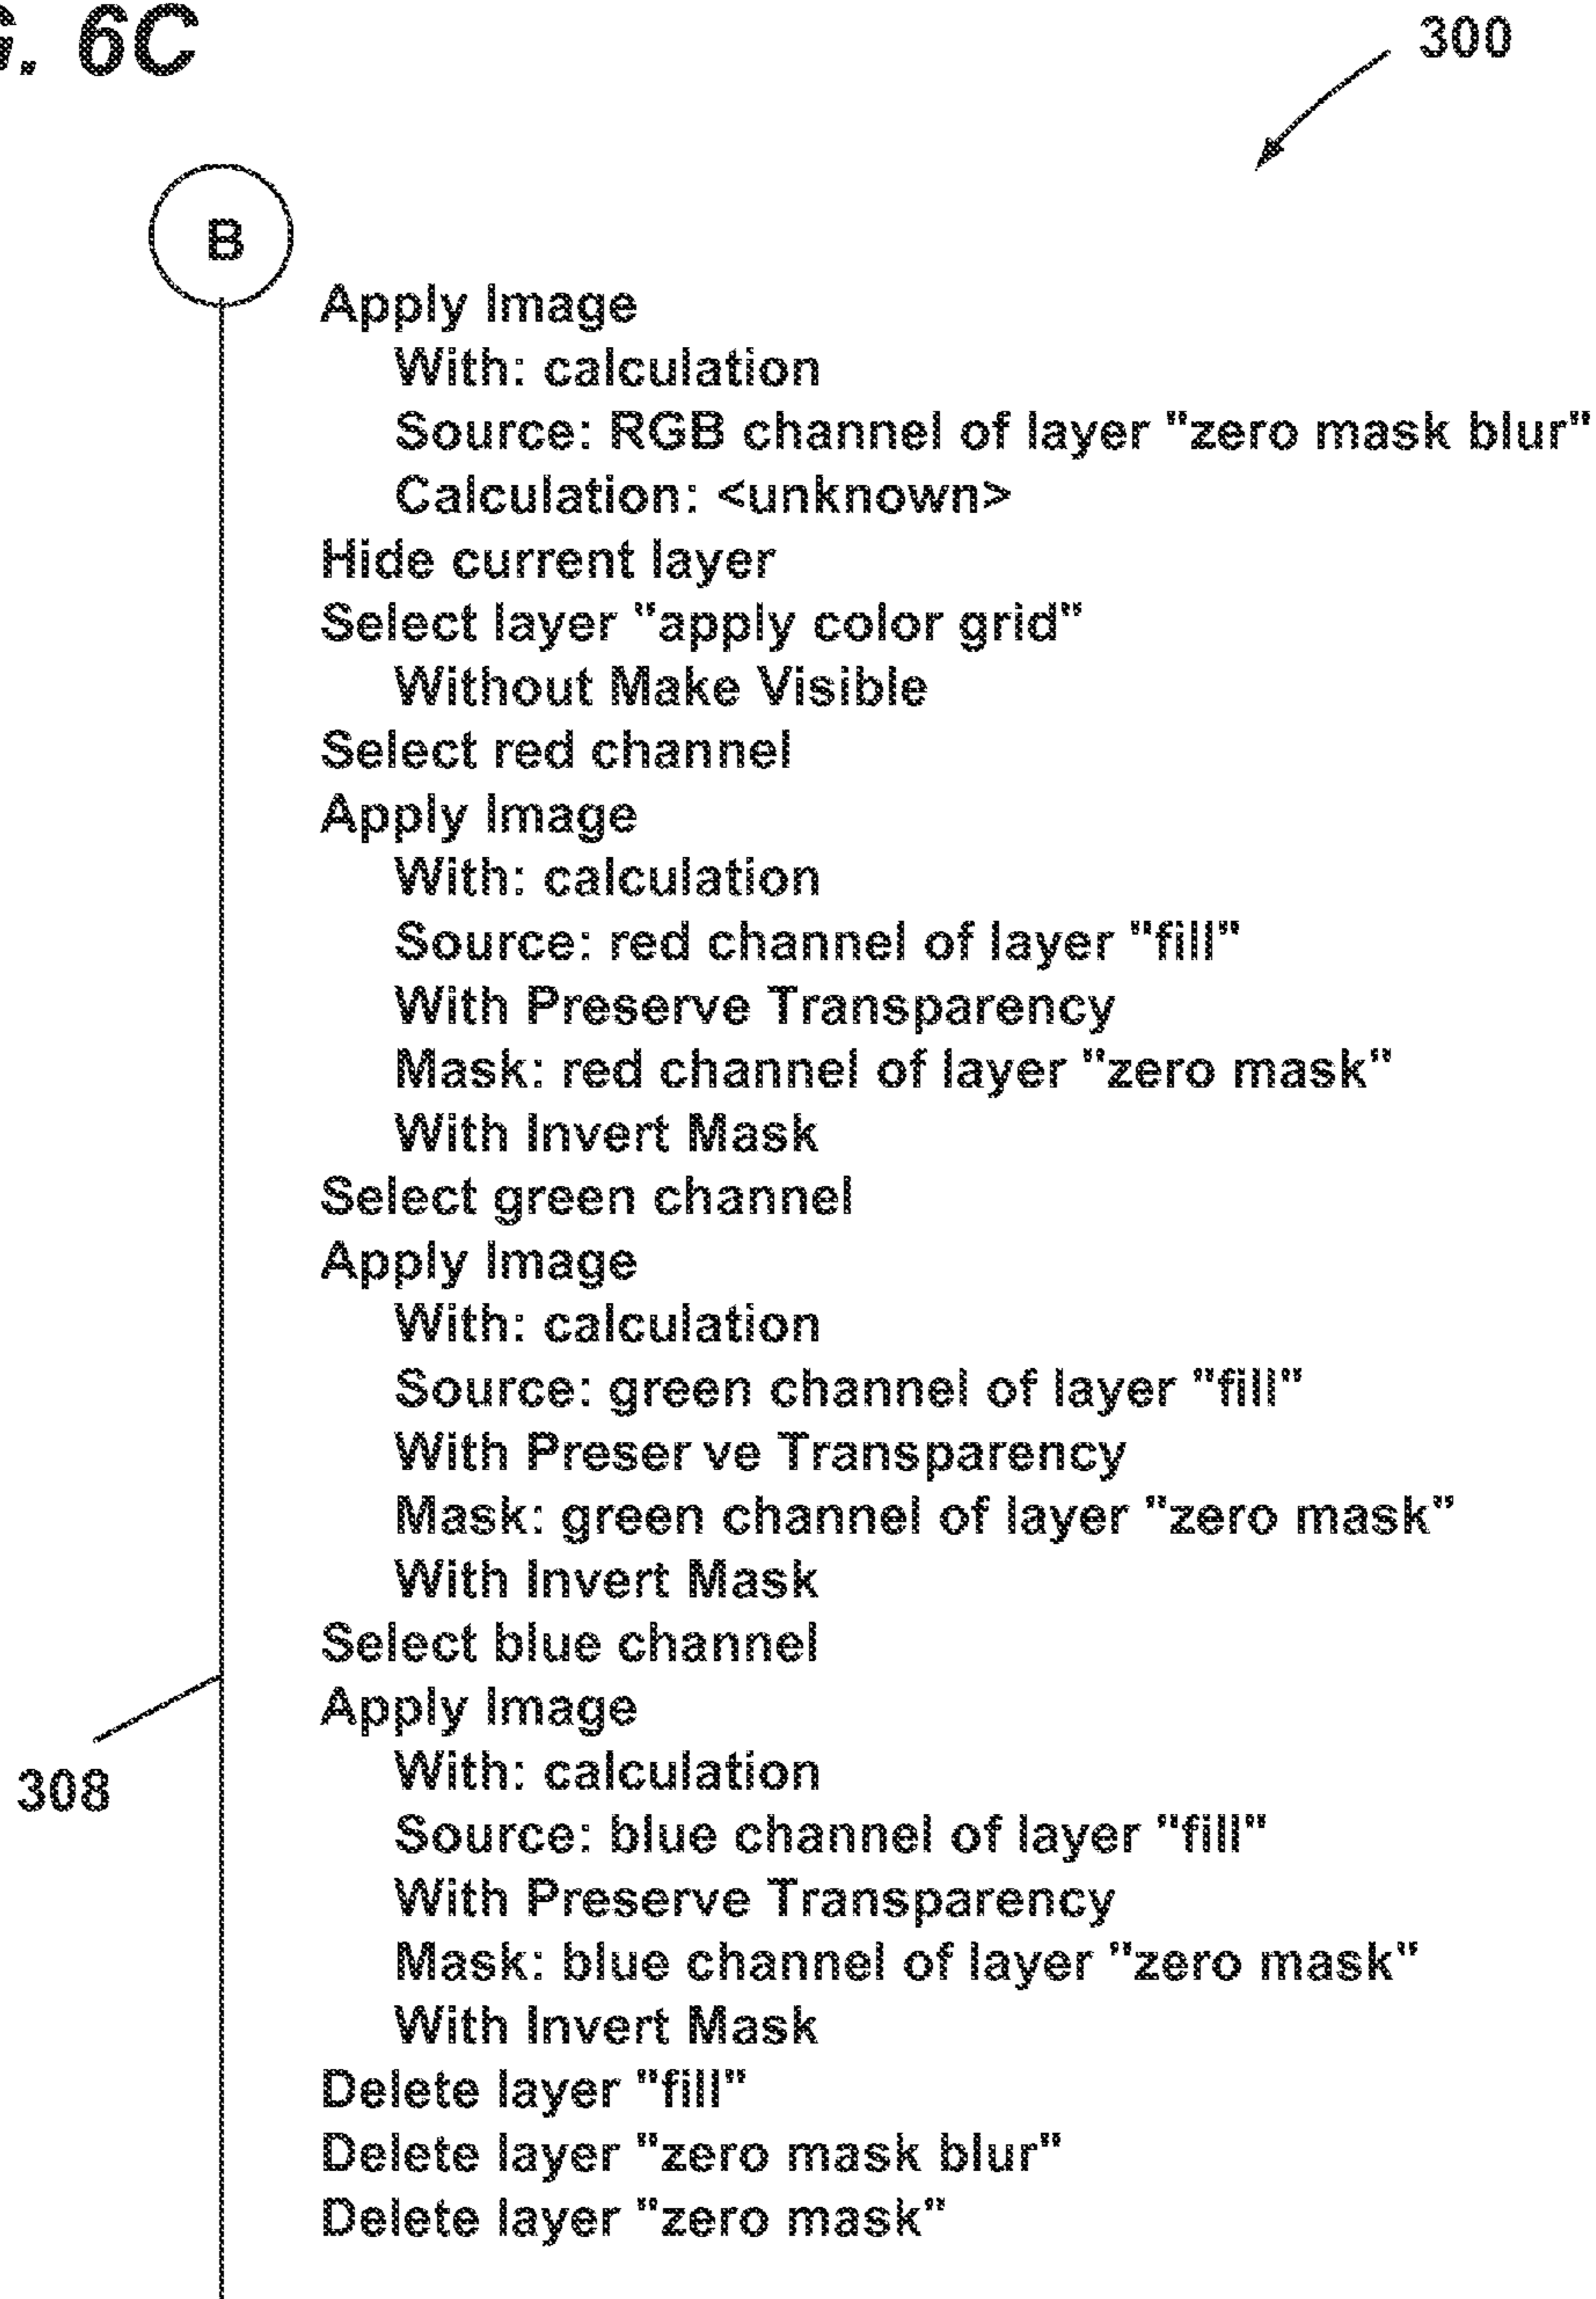 G. 6C
300
B
Apply Image
With: calculation
Source: RGB channel of layer "zero mask blur"
Calculation: <unknown>
Hide current layer
Select layer "apply color grid"
Without Make Visible
Select red channel
Apply Image
With: calculation
Source: red channel of layer "fill"
With Preserve Transparency
Mask: red channel of layer "zero mask"
With Invert Mask
Select green channel
Apply Image
With: calculation
Source: green channel of layer "fill"
With Preser ve Transparency
Mask: green channel of layer "zero mask"
With Invert Mask
Select blue channel
Apply Image
308
With: calculation
Source: blue channel of layer "fill"
With Preserve Transparency
Mask: blue channel of layer "zero mask"
With Invert Mask
Delete layer "fill"
Delete layer "zero mask blur"
Delete layer "zero mask"